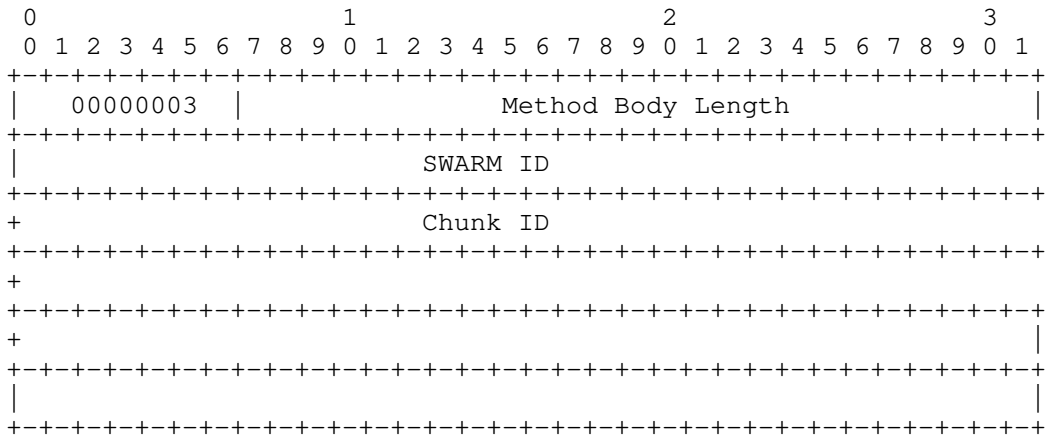 0                   1                   2                   3
 0 1 2 3 4 5 6 7 8 9 0 1 2 3 4 5 6 7 8 9 0 1 2 3 4 5 6 7 8 9 0 1
+-+-+-+-+-+-+-+-+-+-+-+-+-+-+-+-+-+-+-+-+-+-+-+-+-+-+-+-+-+-+-+-+
|   00000003  |                Method Body Length               |
+-+-+-+-+-+-+-+-+-+-+-+-+-+-+-+-+-+-+-+-+-+-+-+-+-+-+-+-+-+-+-+-+
|                         SWARM ID
+-+-+-+-+-+-+-+-+-+-+-+-+-+-+-+-+-+-+-+-+-+-+-+-+-+-+-+-+-+-+-+-+
+                         Chunk ID
+-+-+-+-+-+-+-+-+-+-+-+-+-+-+-+-+-+-+-+-+-+-+-+-+-+-+-+-+-+-+-+-+
+
+-+-+-+-+-+-+-+-+-+-+-+-+-+-+-+-+-+-+-+-+-+-+-+-+-+-+-+-+-+-+-+-+
+                                                               |
+-+-+-+-+-+-+-+-+-+-+-+-+-+-+-+-+-+-+-+-+-+-+-+-+-+-+-+-+-+-+-+-+
|                                                               |
+-+-+-+-+-+-+-+-+-+-+-+-+-+-+-+-+-+-+-+-+-+-+-+-+-+-+-+-+-+-+-+-+